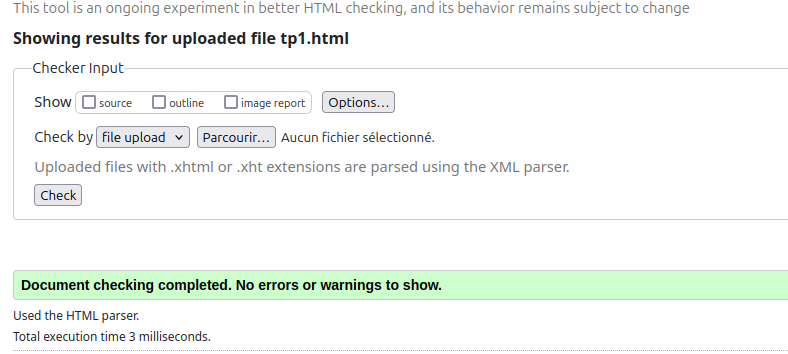 This tool is an ongoing experiment in better HTML checking, and its behavior remains subject to change
Showing results for uploaded file tp1.html
Checker Input
Show source outline image report Options...
Check by file upload Parcourir... Aucun fichier sélectionné.
Uploaded files with .xhtml or .xht extensions are parsed using the XML parser.
Check
Document checking completed. No errors or warnings to show.
Used the HTML parser.
Total execution time 3 milliseconds.